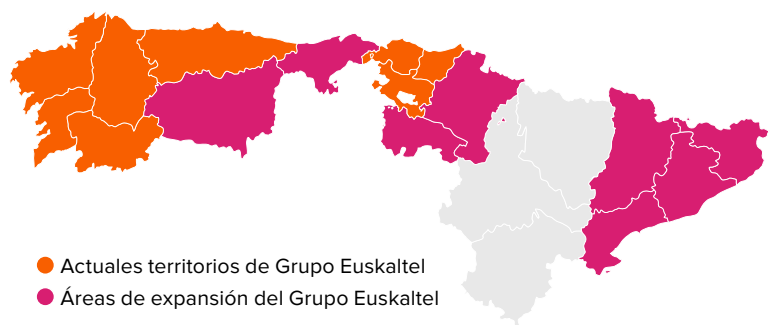 Actuales territorios de Grupo Euskaltel
Áreas de expansión del Grupo Euskaltel